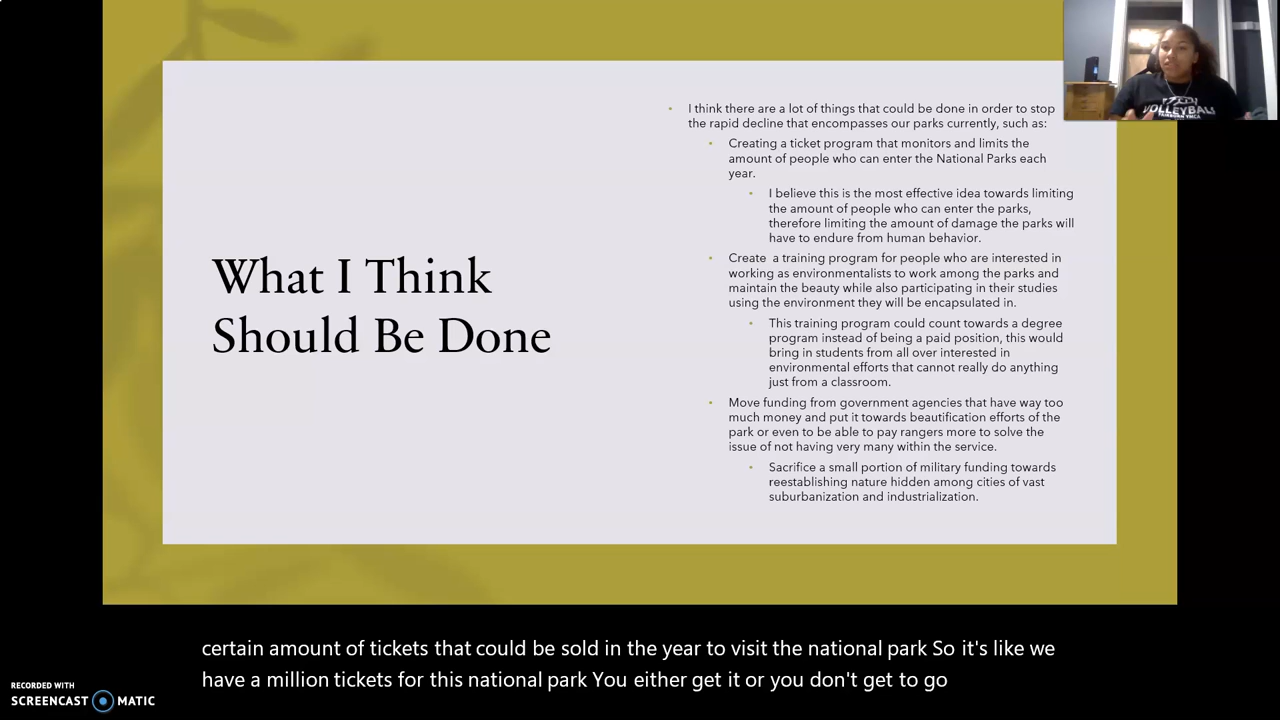 What I Think
Should Be Done
I think there are a lot of things that could be done in order to stop
the rapid decline that encompasses our parks currently, such as:
Creating a ticket program that monitors and limits the
amount of people who can enter the National Parks each
year.
I believe this is the most effective idea towards limiting
the amount of people who can enter the parks,
therefore limiting the amount of damage the parks will
have to endure from human behavior.
Create a training program for people who are interested in
working as environmentalists to work among the parks and
maintain the beauty while also participating in their studies
using the environment they will be encapsulated in.
This training program could count towards a degree
program instead of being a paid position, this would
bring in students from all over interested in
environmental efforts that cannot really do anything
just from a classroom.
Move funding from government agencies that have way too
much money and put it towards beautification efforts of the
park or even to be able to pay rangers more to solve the
issue of not having very many within the service.
Sacrifice a small portion of military funding towards
reestablishing nature hidden among cities of vast
suburbanization and industrialization.
VOLLEYBALL
certain amount of tickets that could be sold in the year to visit the national park So it's like we
have a million tickets for this national park You either get it or you don't get to go
RECORDED WITH
SCREENCAST MATIC